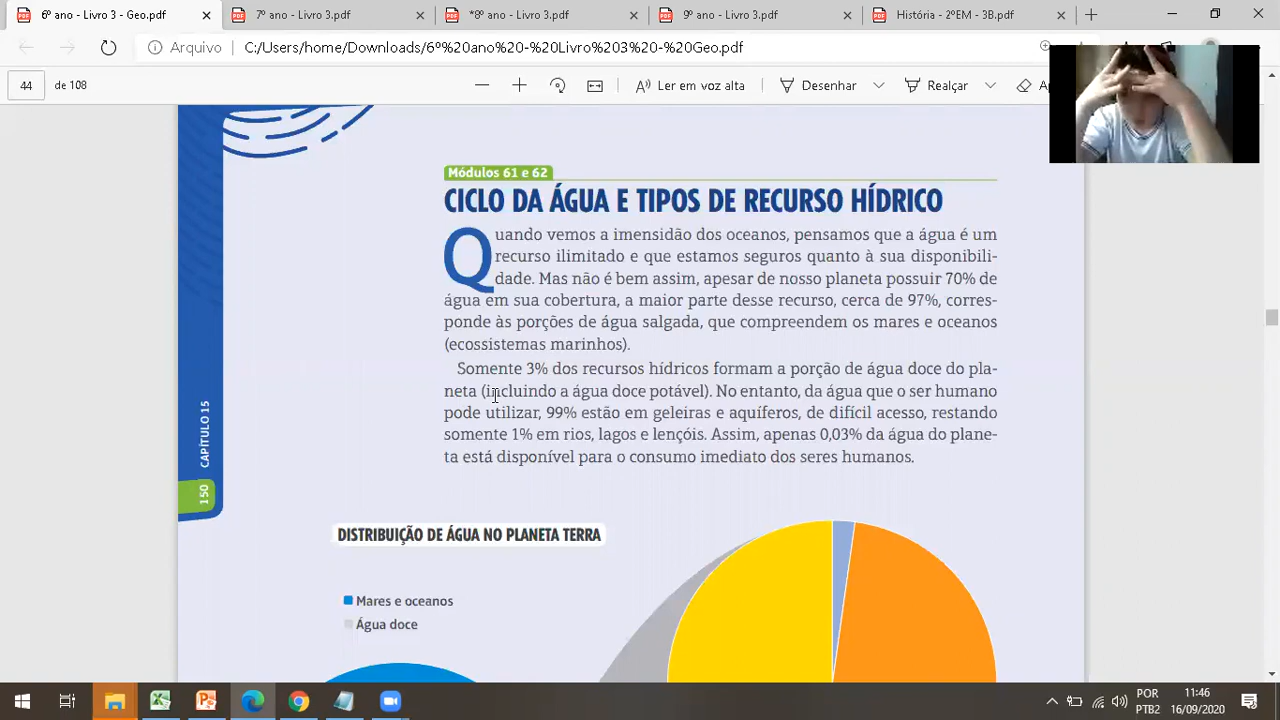 6º ano - Livro 3 - Geo.pdf
7º ano - Livro 3.pdf
*8º ano - Livro 3.pdf
9º ano - Livro 3.pdf
História - 2ºEM - 3B.pdf
Arquivo
C:/Users/home/Downloads/6º%20ano%20-%20Livro%203%20-%20Geo.pdf
44
de 108
Ler em voz alta
Desenhar
Realçar
Módulos 61 e 62
CICLO DA ÁGUA E TIPOS DE RECURSO HÍDRICO
Quando vemos a imensidão dos oceanos, pensamos que a água é um
recurso ilimitado e que estamos seguros quanto à sua disponibili-
dade. Mas não é bem assim, apesar de nosso planeta possuir 70% de
água em sua cobertura, a maior parte desse recurso, cerca de 97%, corres-
ponde às porções de água salgada, que compreendem os mares e oceanos
(ecossistemas marinhos).
Somente 3% dos recursos hídricos formam a porção de água doce do pla-
neta (incluindo a água doce potável). No entanto, da água que o ser humano
pode utilizar, 99% estão em geleiras e aquíferos, de difícil acesso, restando
somente 1% em rios, lagos e lençóis. Assim, apenas 0,03% da água do plane-
ta está disponível para o consumo imediato dos seres humanos.
CAPÍTULO 15
150
DISTRIBUIÇÃO DE ÁGUA NO PLANETA TERRA
Mares e oceanos
Água doce
POR
PTB2
11:46
16/09/2020